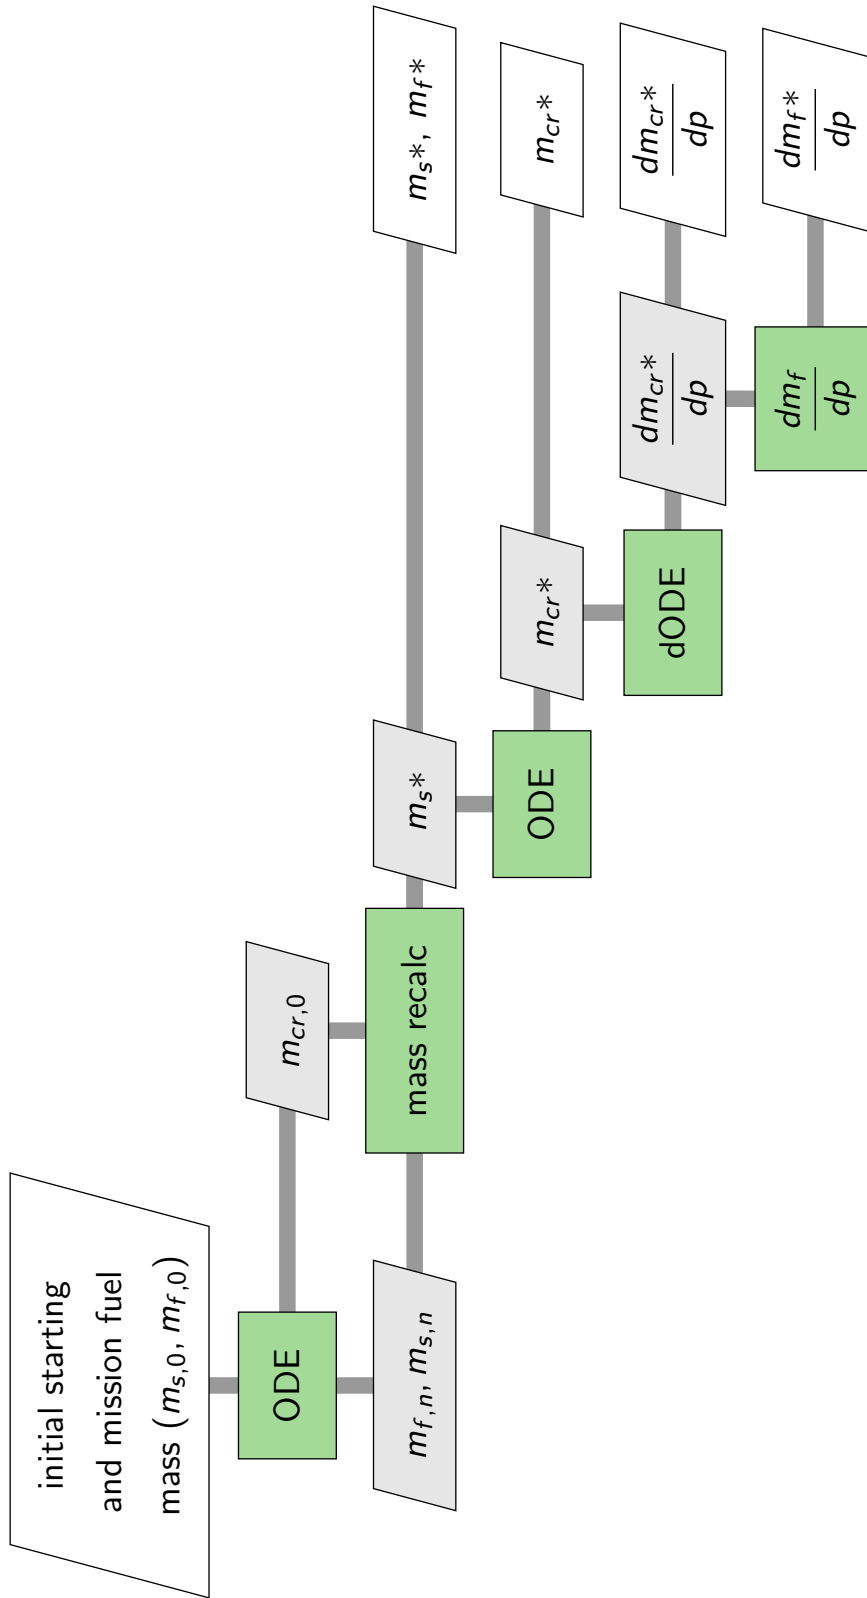 initial starting
and mission fuel
mass (m_{s,0}, m_{f,0})
ODE
m_{cr,0}
m_{f,n}, m_{s,n}
mass recalc
m_s*
m_s*, m_f*
ODE
m_{cr}*
m_{cr}*
dODE
dm_{cr}*
dp
dm_{cr}*
dp
dm_f
dp
dm_f*
dp